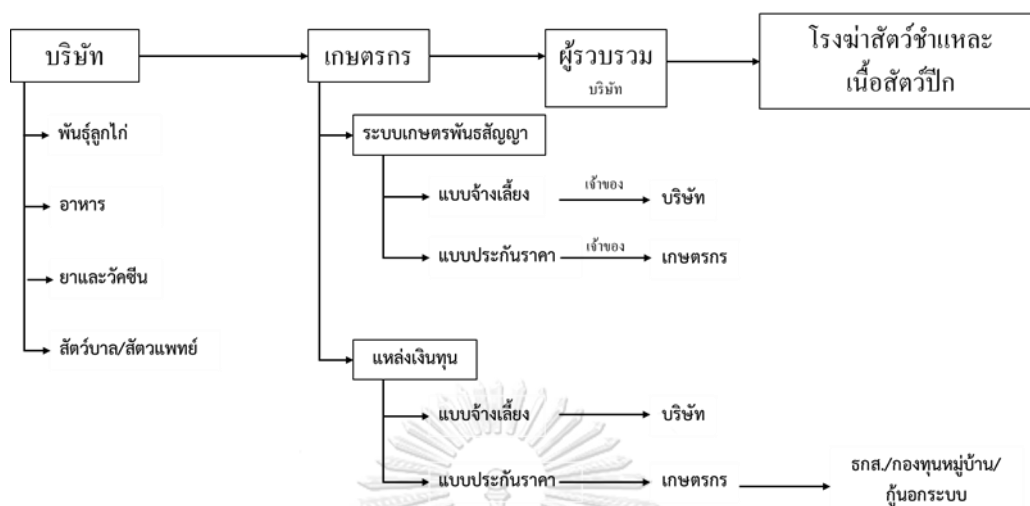 บริษัท
เกษตรกร
ผู้รวบรวม
บริษัท
โรงฆ่าสัตว์ชำแหละ
เนื้อสัตว์ปีก
พันธุ์ลูกไก่
อาหาร
ยาและวัคซีน
สัตว์บาล/สัตวแพทย์
ระบบเกษตรพันธสัญญา
แบบจ้างเลี้ยง
เจ้าของ
บริษัท
แบบประกันราคา
เจ้าของ
เกษตรกร
แหล่งเงินทุน
แบบจ้างเลี้ยง
บริษัท
แบบประกันราคา
เกษตรกร
ธกส./กองทุนหมู่บ้าน/
กู้นอกระบบ